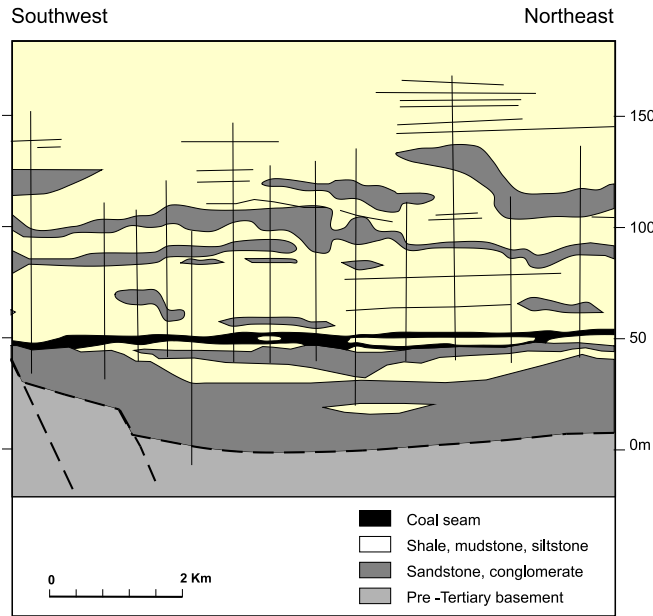 Southwest Northeast
150
100
50
0m
Coal seam
Shale, mudstone, siltstone
Sandstone, conglomerate
Pre -Tertiary basement
0 2 Km